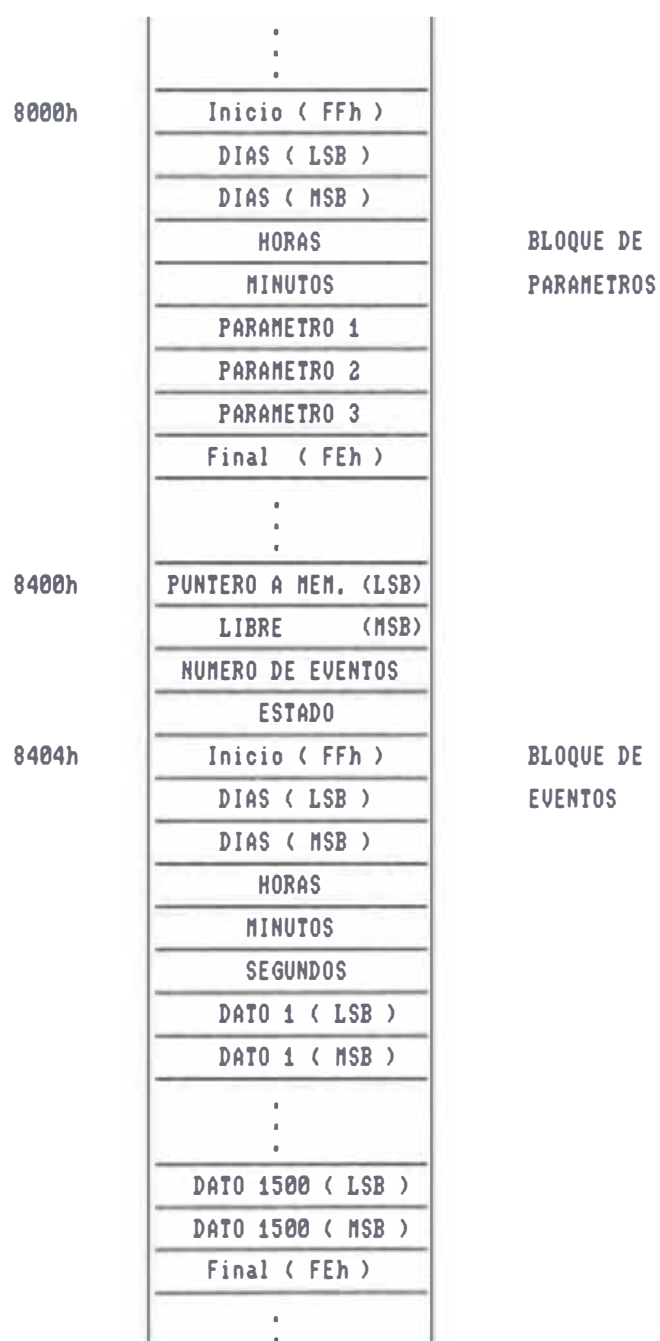 8000h Inicio ( FFh )
DIAS ( LSB )
DIAS ( MSB )
HORAS BLOQUE DE
MINUTOS PARAMETROS
PARAMETRO 1
PARAMETRO 2
PARAMETRO 3
Final ( FEh )
8400h PUNTERO A MEM. (LSB)
LIBRE (MSB)
NUMERO DE EVENTOS
ESTADO
8404h Inicio ( FFh ) BLOQUE DE
DIAS ( LSB ) EVENTOS
DIAS ( MSB )
HORAS
MINUTOS
SEGUNDOS
DATO 1 ( LSB )
DATO 1 ( MSB )
DATO 1500 ( LSB )
DATO 1500 ( MSB )
Final ( FEh )